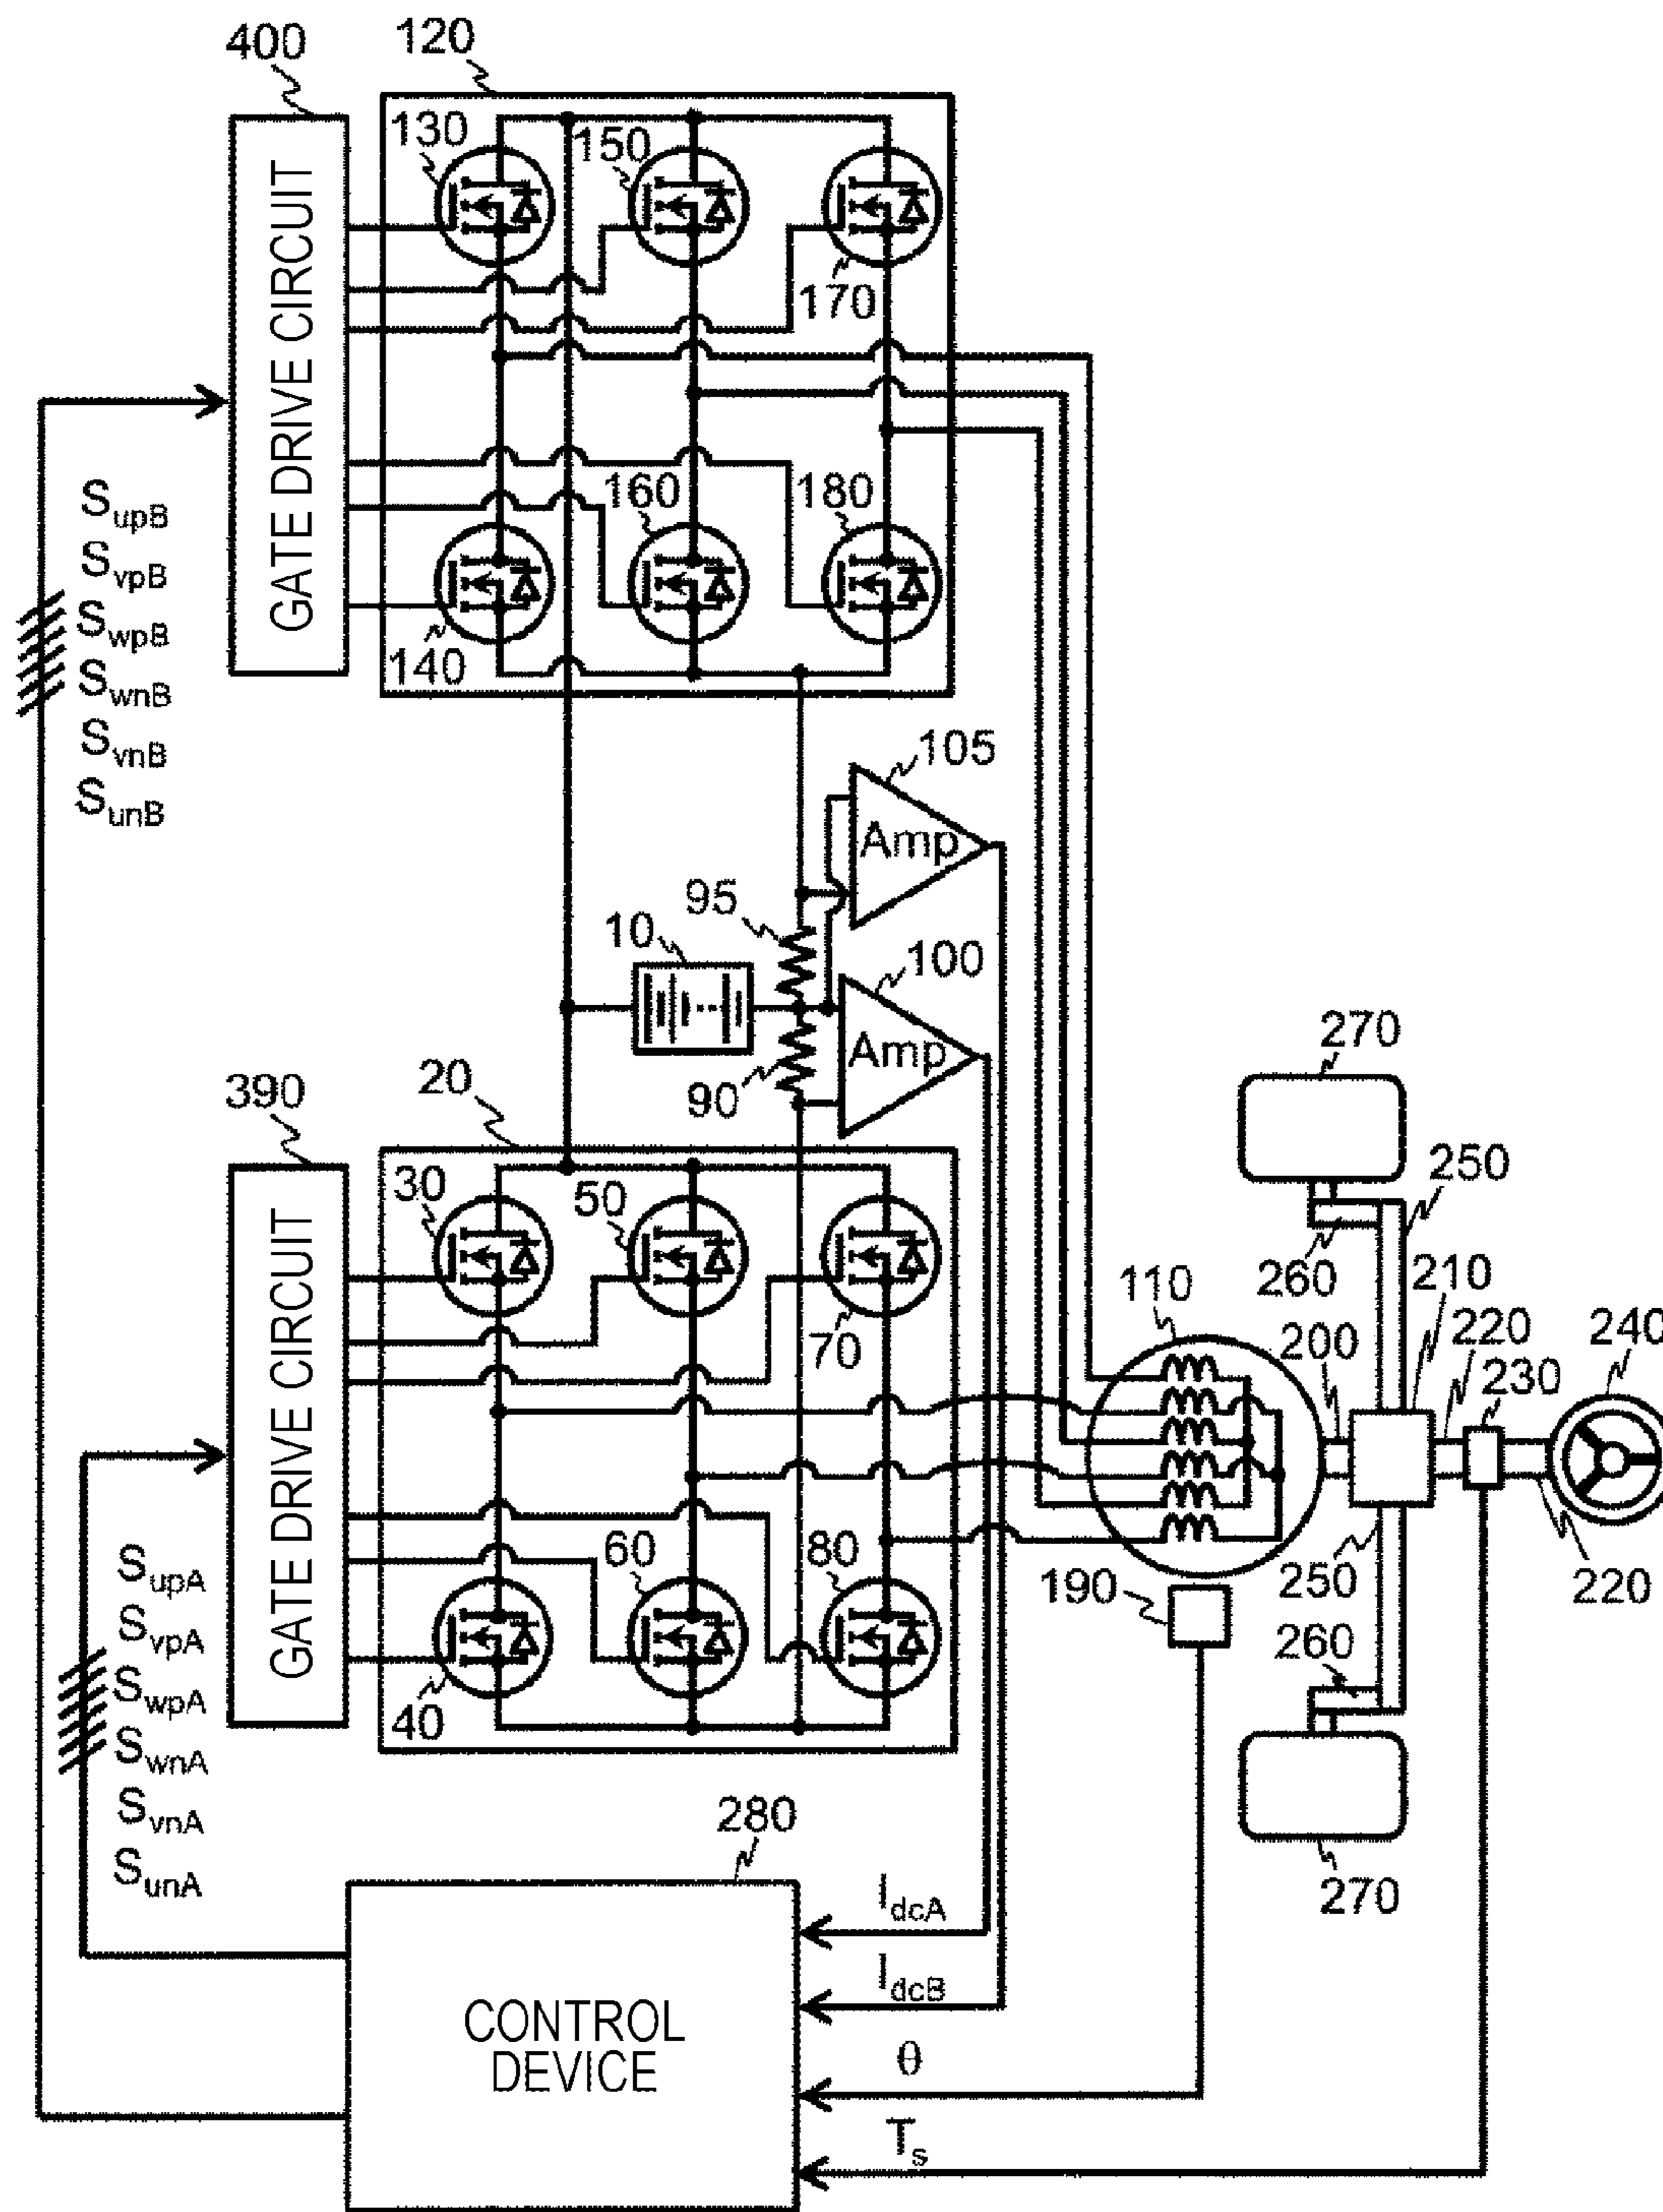 400
120
130
150
170
GATE DRIVE CIRCUIT
160
180
140
S_upB
S_vpB
S_wpB
S_wnB
S_vnB
S_unB
105
Amp
95
10
100
Amp
90
20
390
270
30
50
70
250
GATE DRIVE CIRCUIT
110
260
210
200
220
240
230
60
80
190
250
220
S_upA
S_vpA
S_wpA
S_wnA
S_vnA
S_unA
260
40
270
280
I_dcA
I_dcB
CONTROL
DEVICE
θ
T_s